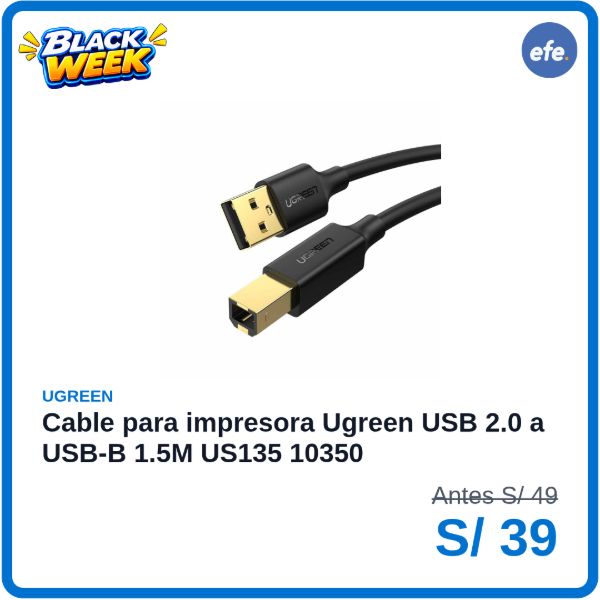 BLACK
WEEK
efe.
UGREEN
UGREEN
UGREEN
Cable para impresora Ugreen USB 2.0 a
USB-B 1.5M US135 10350
Antes S/ 49
S/ 39